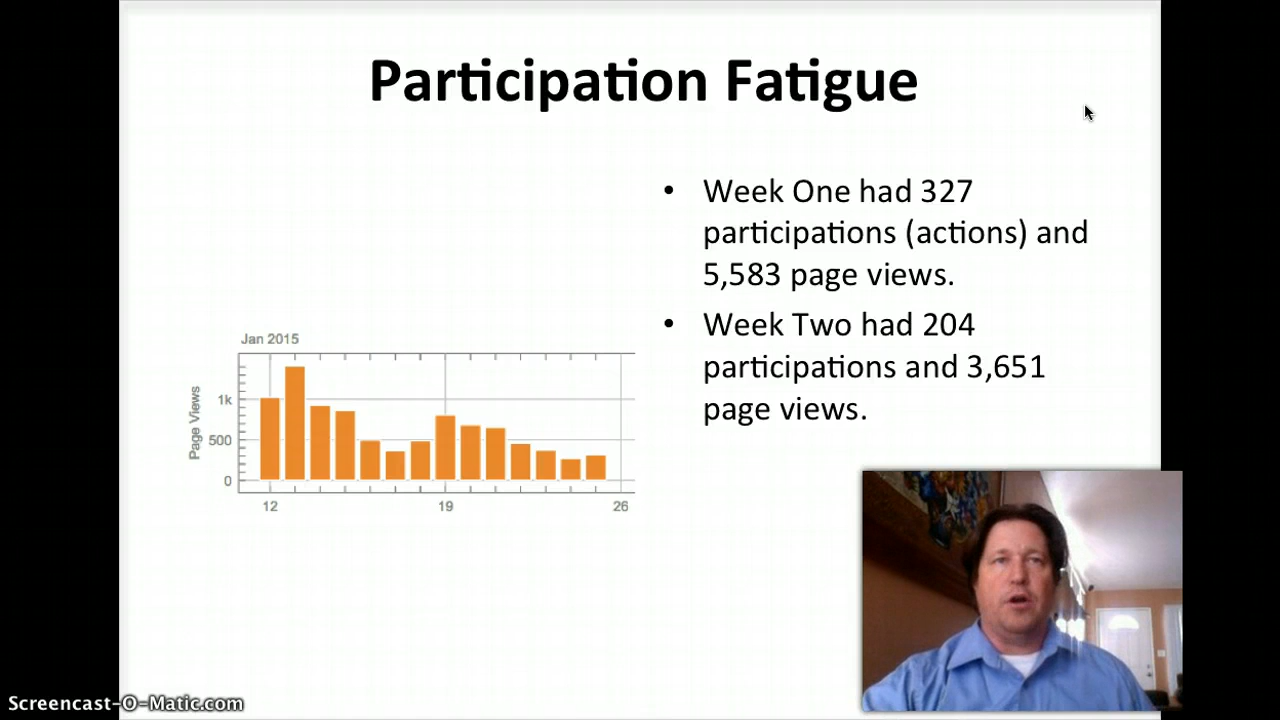 Participation Fatigue
• Week One had 327
participations (actions) and
5,583 page views.
• Week Two had 204
participations and 3,651
page views.
Jan 2015
Page Views
1k
500
0
12 19 26
Screencast-O-Matic.com